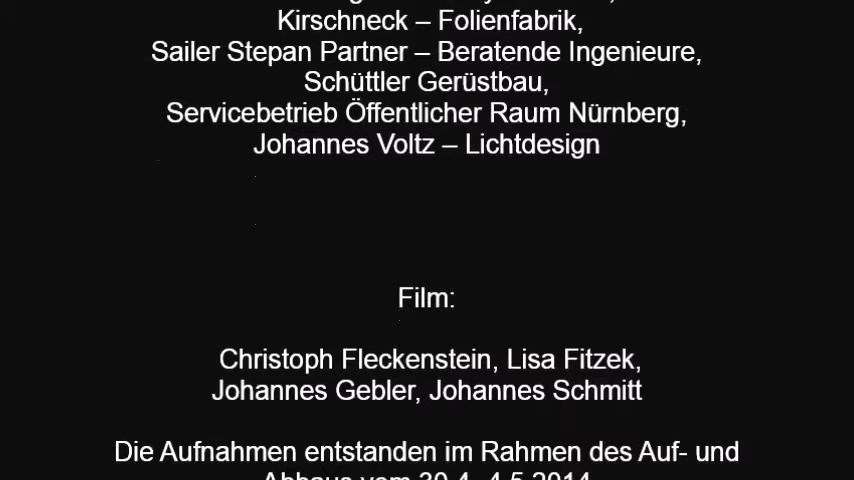 Kirschneck – Folienfabrik,
Sailer Stepan Partner – Beratende Ingenieure,
Schüttler Gerüstbau,
Servicebetrieb Öffentlicher Raum Nürnberg,
Johannes Voltz – Lichtdesign
Film:
Christoph Fleckenstein, Lisa Fitzek,
Johannes Gebler, Johannes Schmitt
Die Aufnahmen entstanden im Rahmen des Auf- und
Abbaus vom 30.4.-4.5.2014